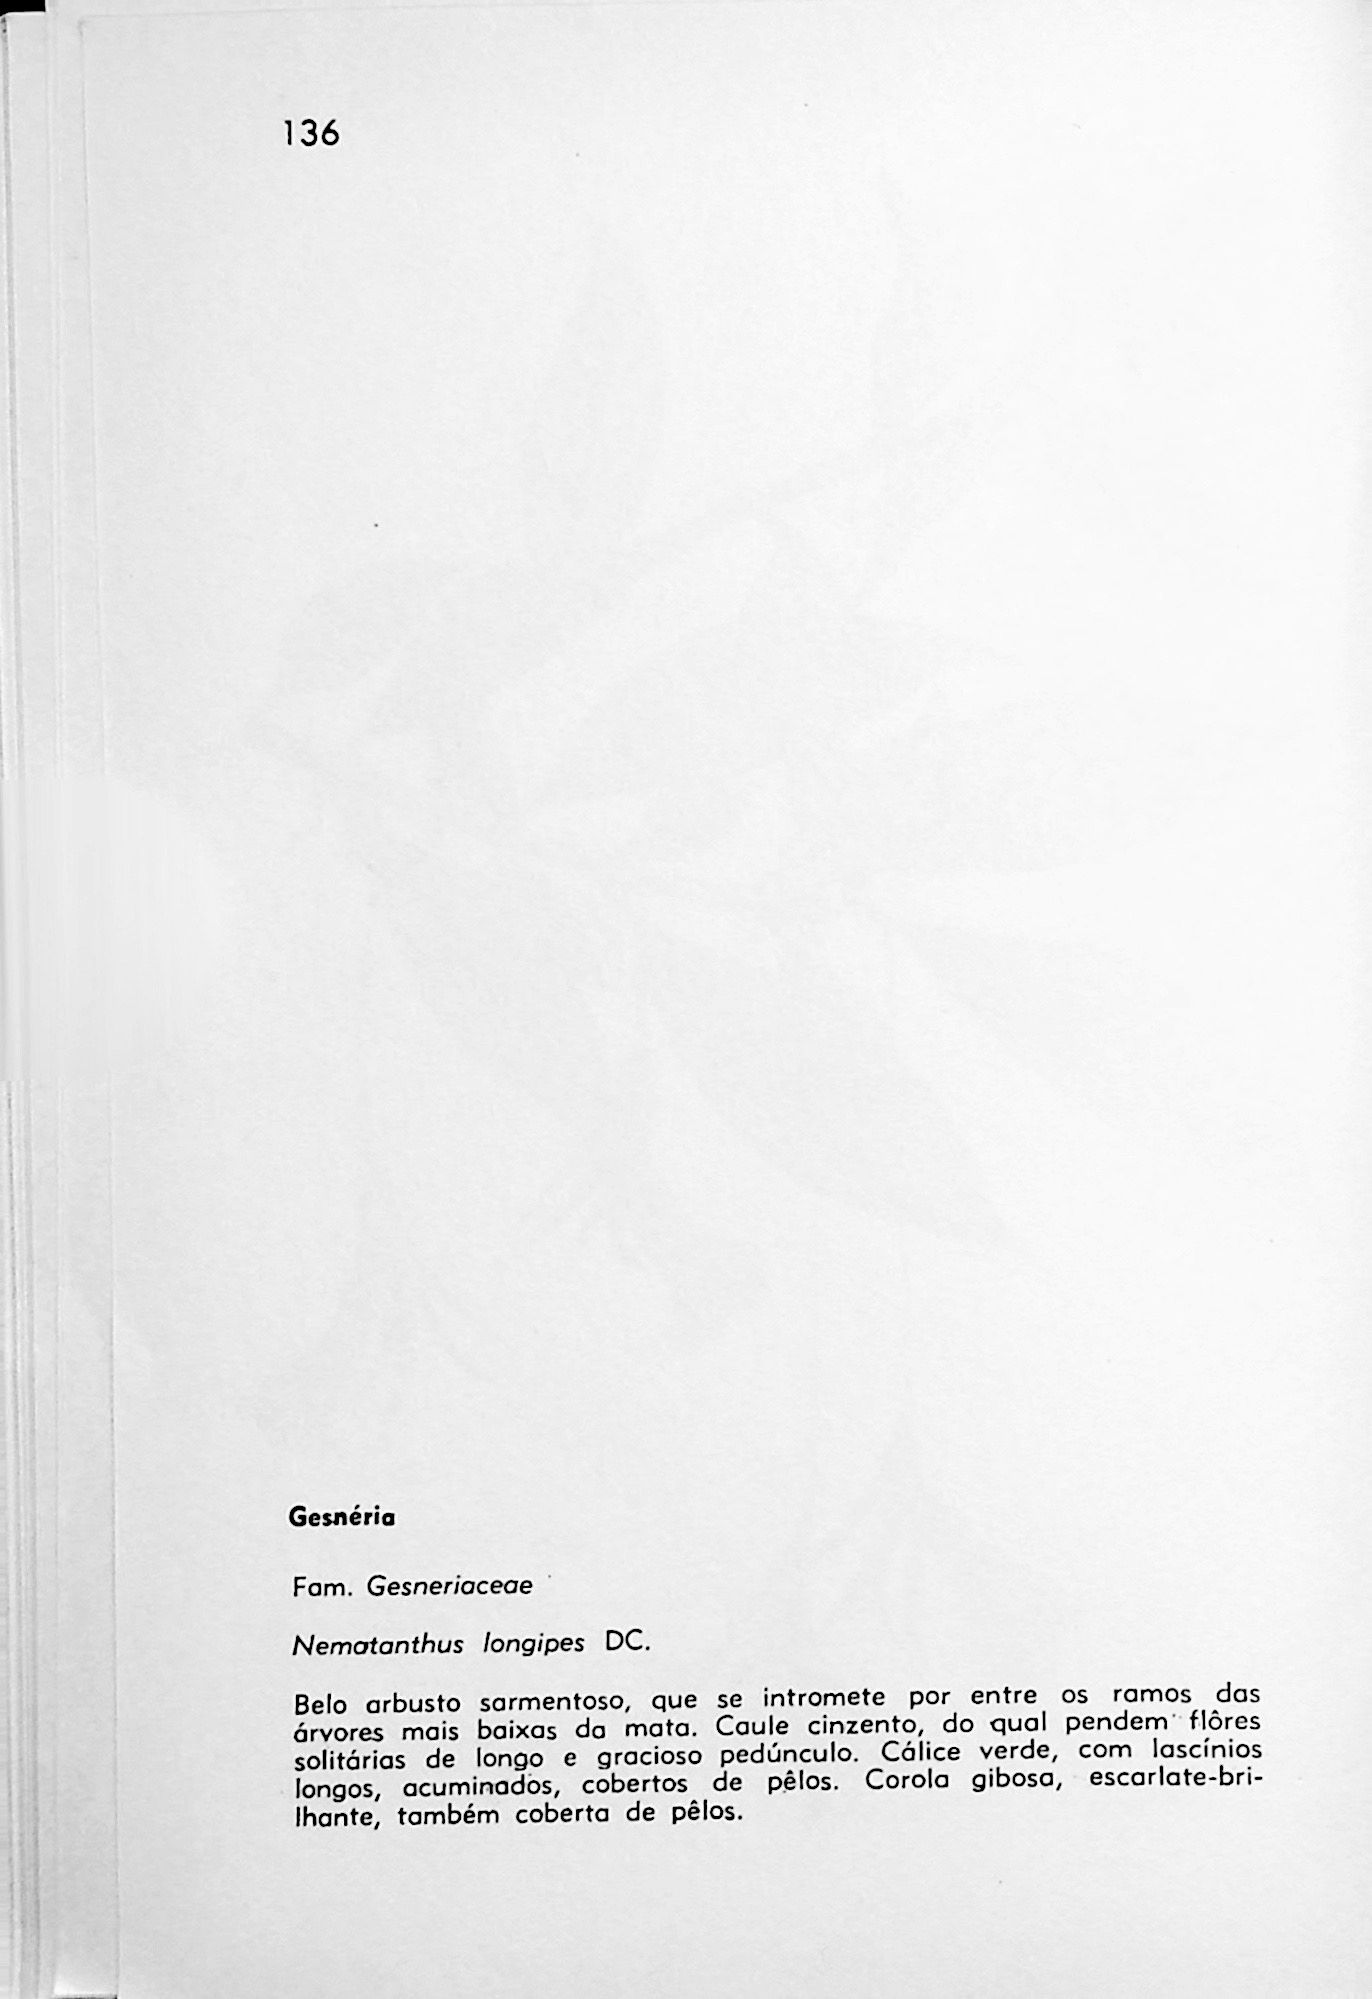 136
Gesnéria
Fam. Gesneriaceae
Nematanthus longipes DC.
Belo arbusto sarmentoso, que se intromete por entre os ramos das
árvores mais baixas da mata. Caule cinzento, do qual pendem flôres
solitárias de longo e gracioso pedúnculo. Cálice verde, com lascínios
longos, acuminados, cobertos de pêlos. Corola gibosa, escarlate-bri-
lhante, também coberta de pêlos.